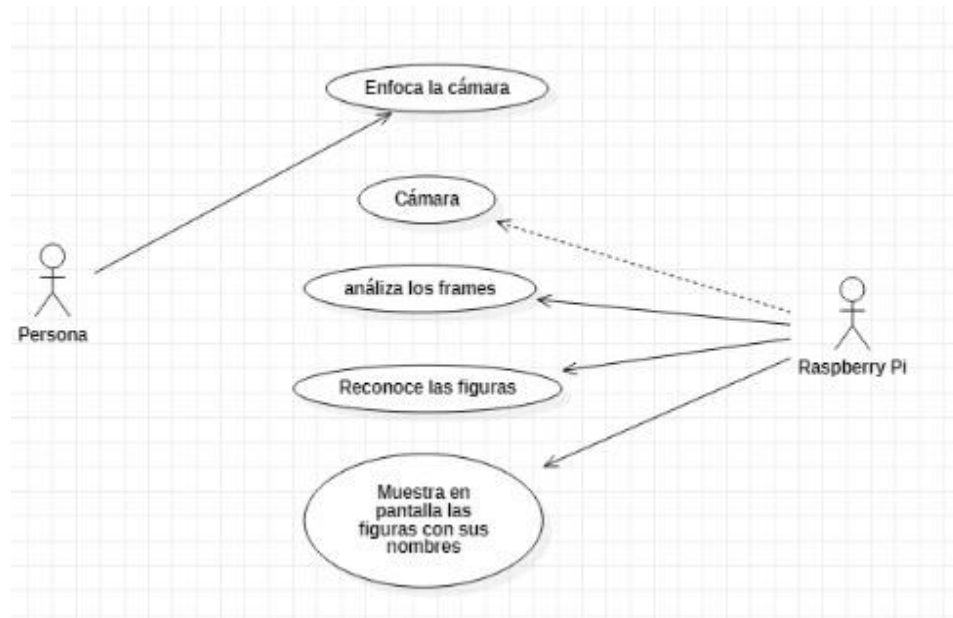 Enfoca la cámara
Cámara
análiza los frames
Persona
Raspberry Pi
Reconoce las figuras
Muestra en
pantalla las
figuras con sus
nombres